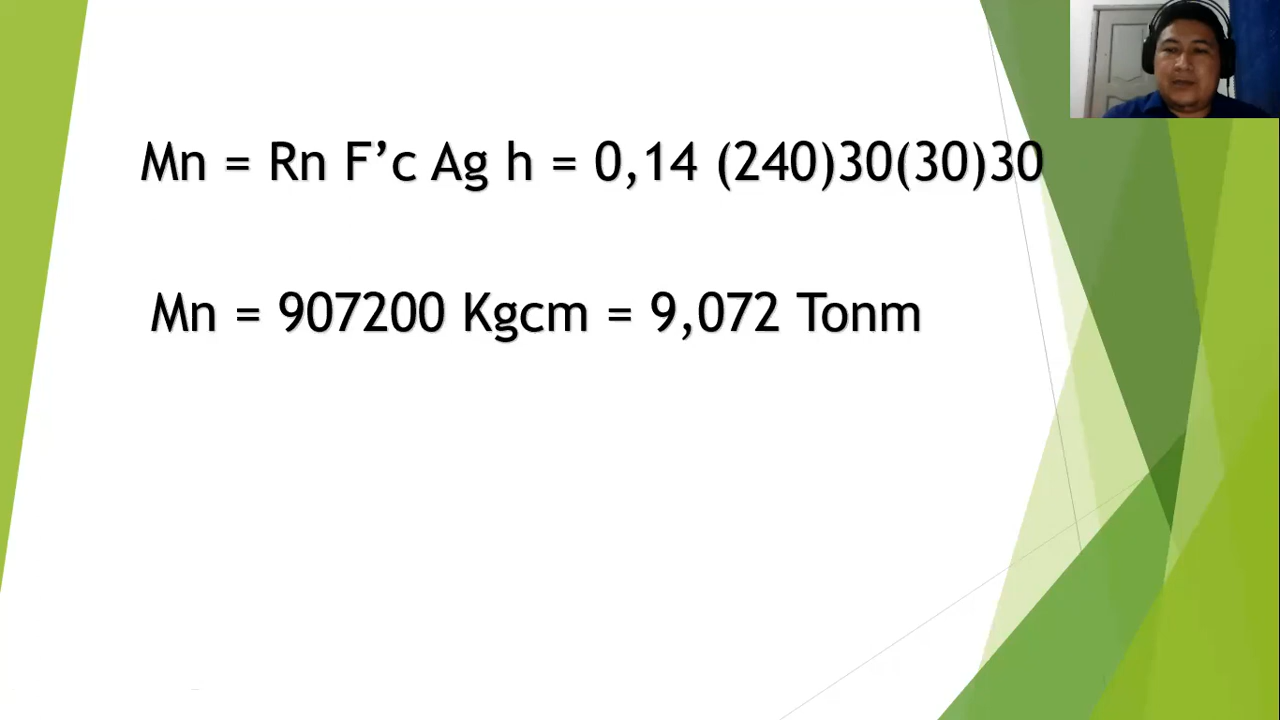 Mn = Rn F’c Ag h = 0,14 (240)30(30)30
Mn = 907200 Kgcm = 9,072 Tonm